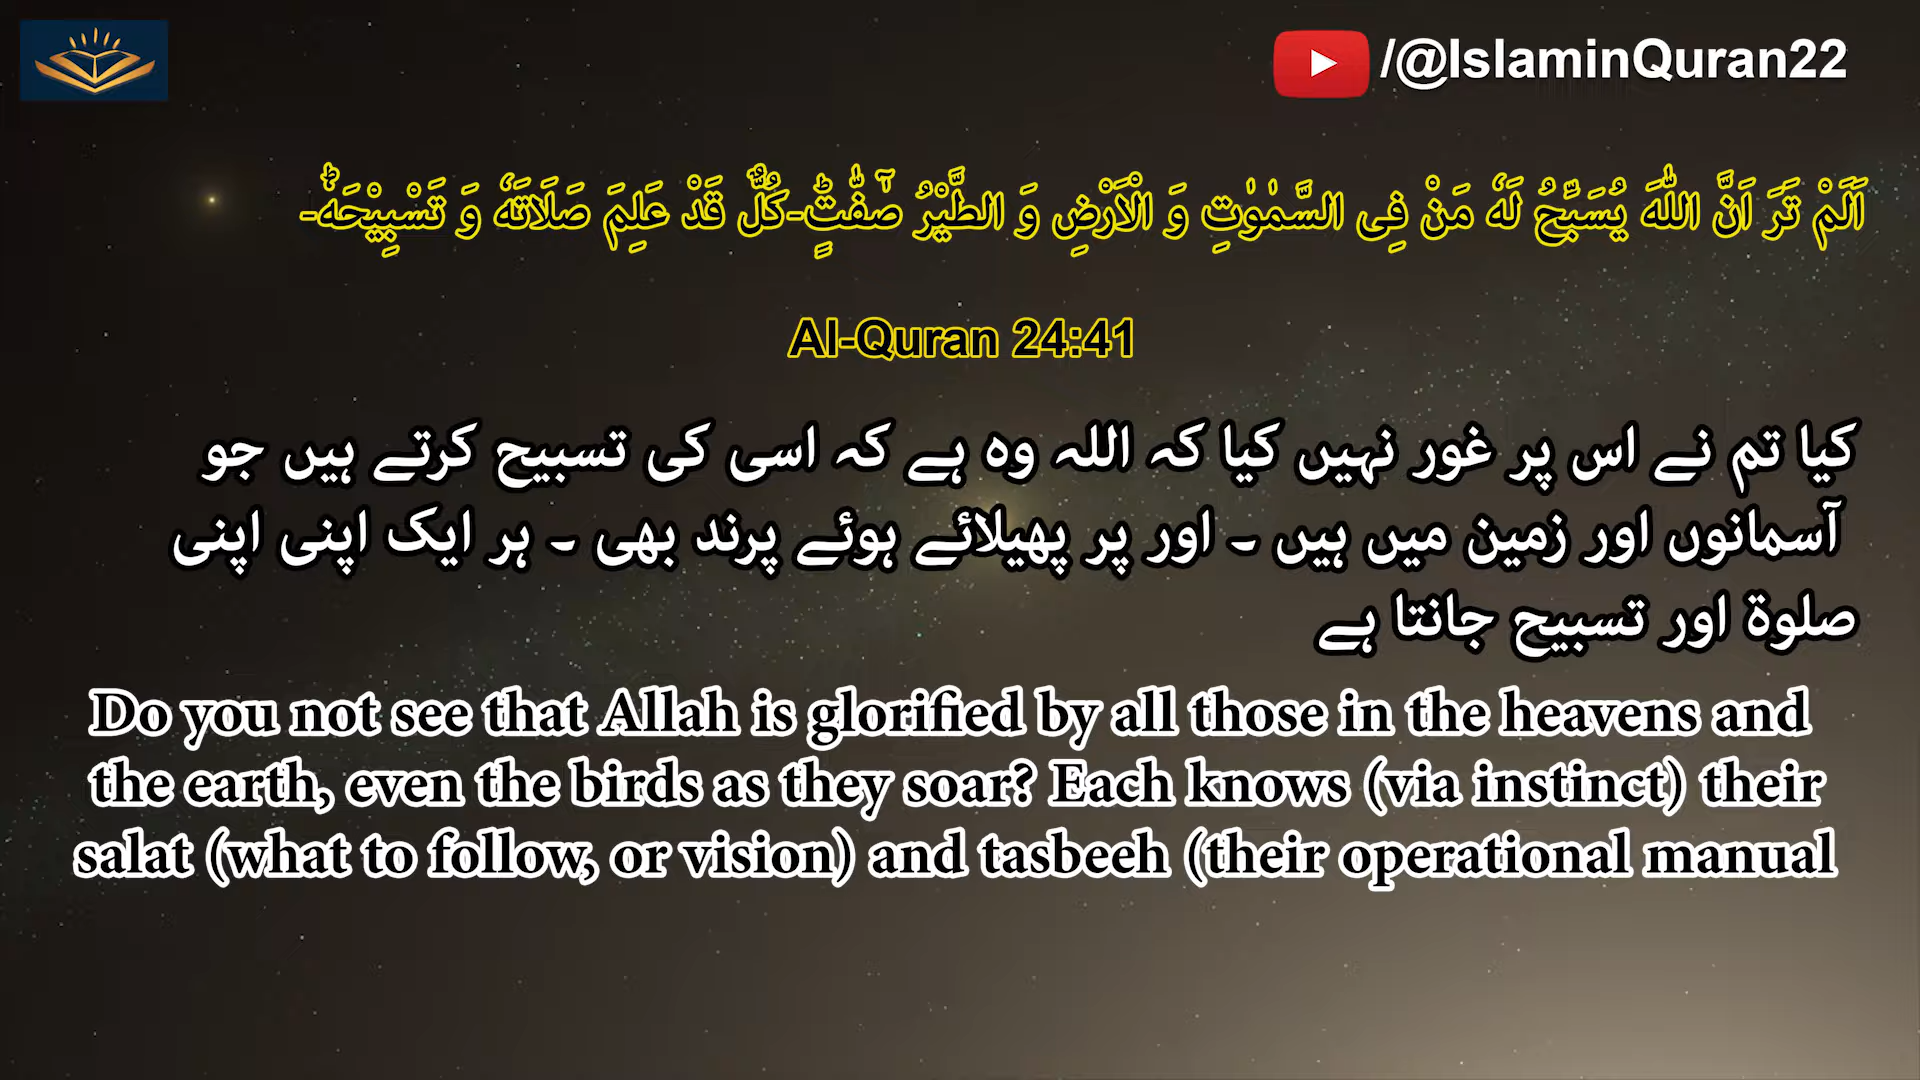 /@IslaminQuran22
اَلَمْ تَرَ اَنَّ اللّٰهَ یُسَبِّحُ لَهٗ مَنْ فِی السَّمٰوٰتِ وَ الْاَرْضِ وَ الطَّیْرُ صٰٓفّٰتٍؕ-كُلٌّ قَدْ عَلِمَ صَلَاتَهٗ وَ تَسْبِیْحَهٗؕ-
Al-Quran 24:41
کیا تم نے اس پر غور نہیں کیا کہ اللہ وہ ہے کہ اسی کی تسبیح کرتے ہیں جو
آسمانوں اور زمین میں ہیں ۔ اور پر پھیلائے ہوئے پرند بھی ۔ ہر ایک اپنی اپنی
صلوۃ اور تسبیح جانتا ہے
Do you not see that Allah is glorified by all those in the heavens and
the earth, even the birds as they soar? Each knows (via instinct) their
salat (what to follow, or vision) and tasbeeh (their operational manual